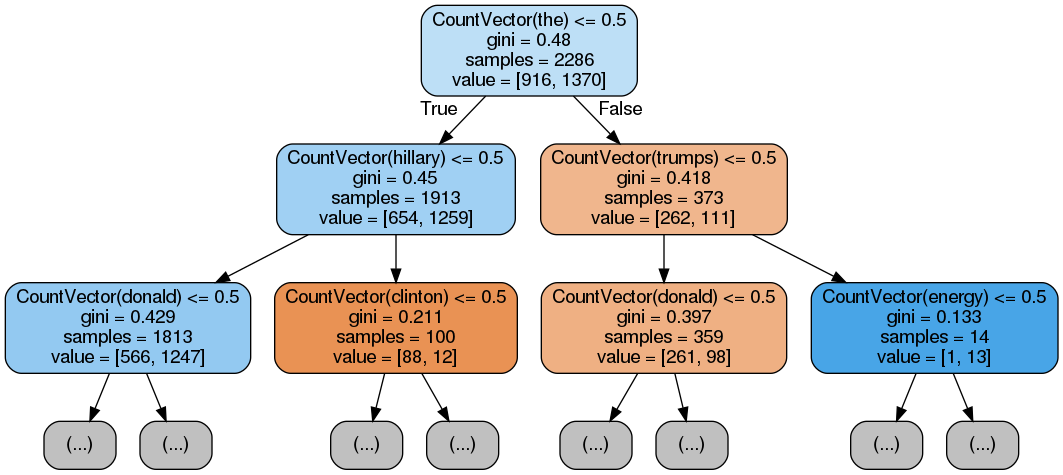 CountVector(the) <= 0.5
gini = 0.48
samples = 2286
value = [916, 1370]
True
False
CountVector(hillary) <= 0.5
gini = 0.45
samples = 1913
value = [654, 1259]
CountVector(trumps) <= 0.5
gini = 0.418
samples = 373
value = [262, 111]
CountVector(donald) <= 0.5
gini = 0.429
samples = 1813
value = [566, 1247]
CountVector(clinton) <= 0.5
gini = 0.211
samples = 100
value = [88, 12]
CountVector(donald) <= 0.5
gini = 0.397
samples = 359
value = [261, 98]
CountVector(energy) <= 0.5
gini = 0.133
samples = 14
value = [1, 13]
(...)
(...)
(...)
(...)
(...)
(...)
(...)
(...)